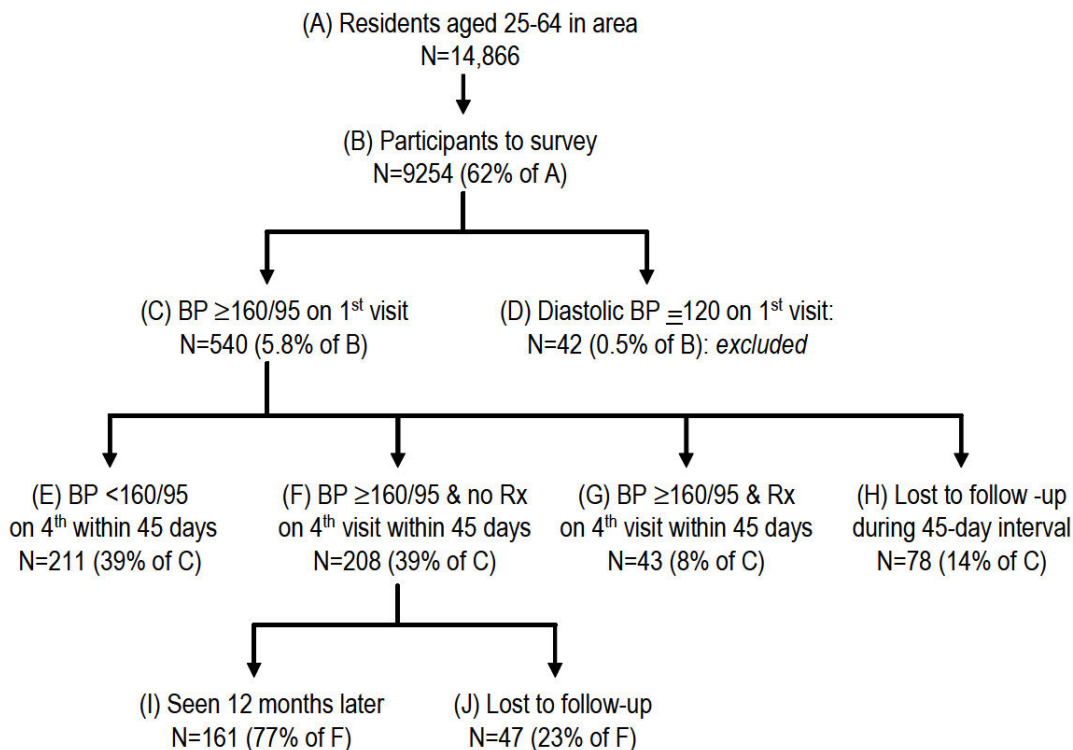 (A) Residents aged 25-64 in area
N=14,866
(B) Participants to survey
N=9254 (62% of A)
(C) BP ≥160/95 on 1st visit
N=540 (5.8% of B)
(D) Diastolic BP =120 on 1st visit:
N=42 (0.5% of B): excluded
(E) BP <160/95
on 4th within 45 days
N=211 (39% of C)
(F) BP ≥160/95 & no Rx
on 4th visit within 45 days
N=208 (39% of C)
(G) BP ≥160/95 & Rx
on 4th visit within 45 days
N=43 (8% of C)
(H) Lost to follow -up
during 45-day interval
N=78 (14% of C)
(I) Seen 12 months later
N=161 (77% of F)
(J) Lost to follow-up
N=47 (23% of F)